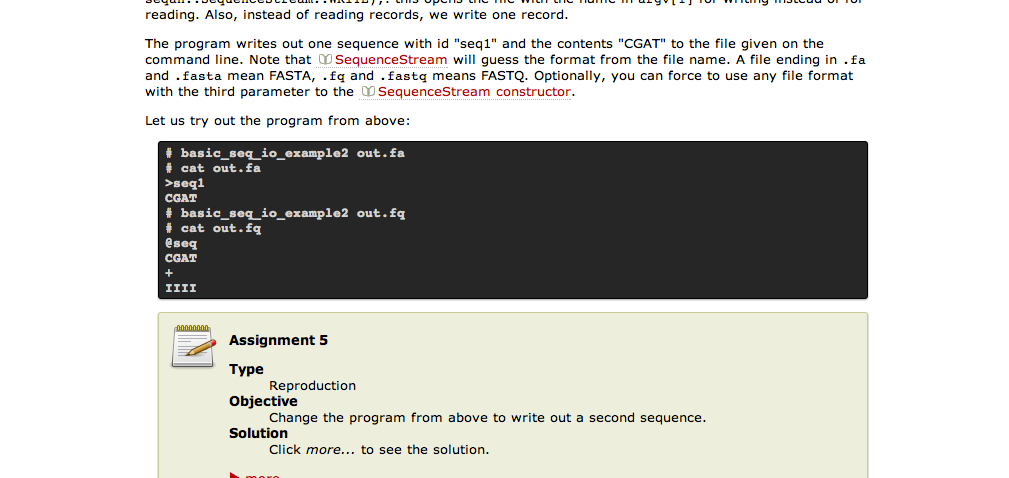 reading. Also, instead of reading records, we write one record.
The program writes out one sequence with id "seq1" and the contents "CGAT" to the file given on the
command line. Note that SequenceStream will guess the format from the file name. A file ending in .fa
and .fasta mean FASTA, .fq and .fastq means FASTQ. Optionally, you can force to use any file format
with the third parameter to the SequenceStream constructor.
Let us try out the program from above:
# basic_seq_io_example2 out.fa
# cat out.fa
>seq1
CGAT
# basic_seq_io_example2 out.fq
# cat out.fq
@seq
CGAT
+
IIII
Assignment 5
Type
Reproduction
Objective
Change the program from above to write out a second sequence.
Solution
Click more... to see the solution.